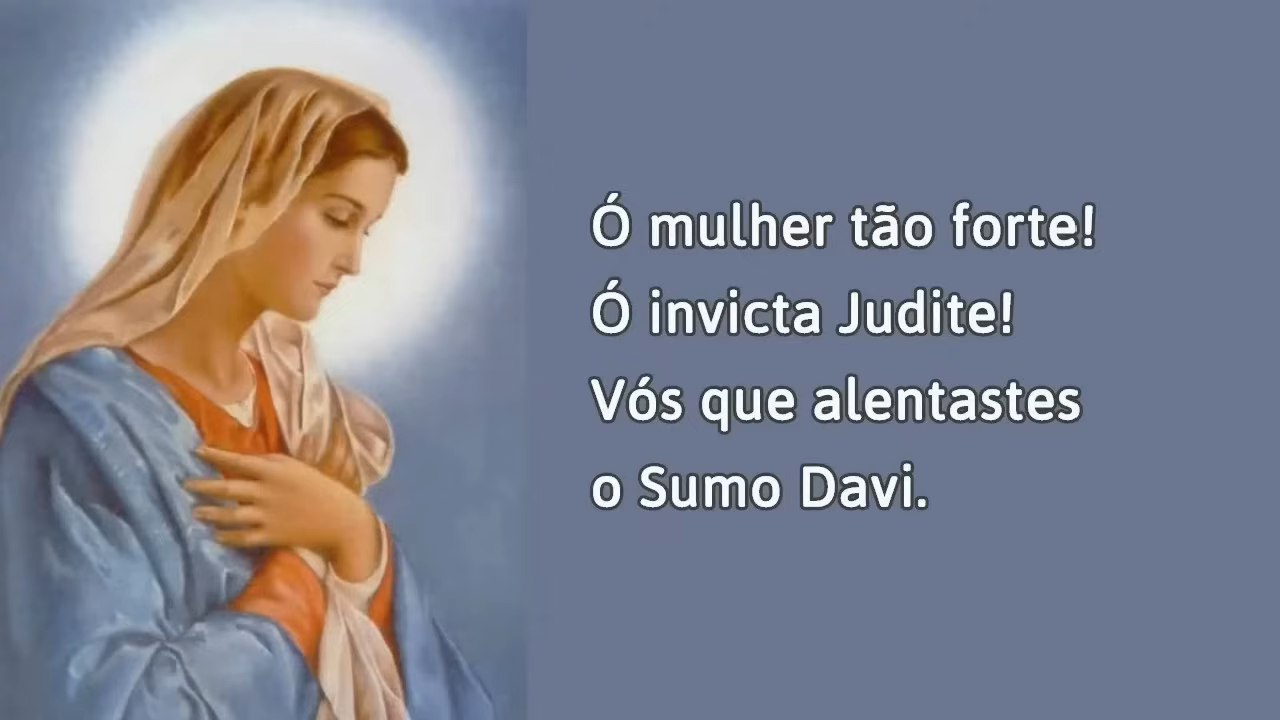 Ó mulher tão forte!
Ó invicta Judite!
Vós que alentastes
o Sumo Davi.